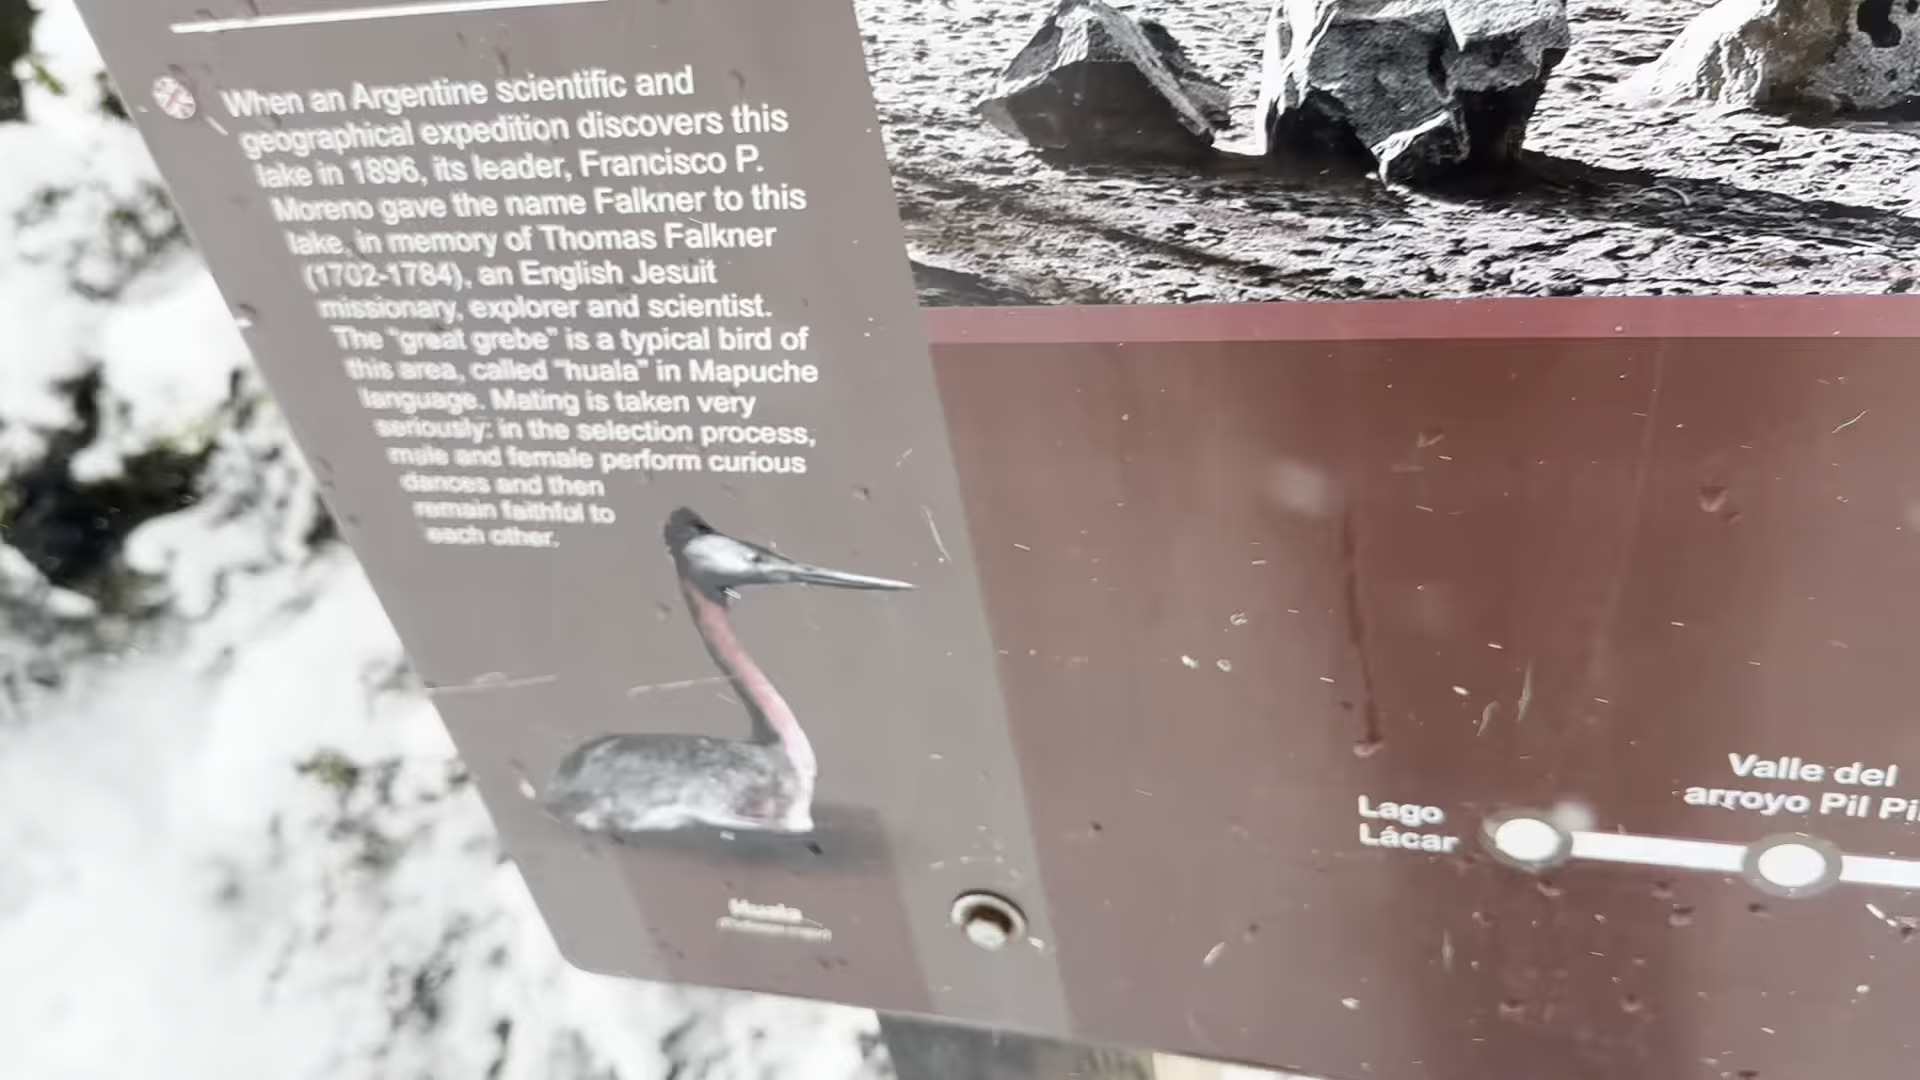 When an Argentine scientific and
geographical expedition discovers this
lake in 1896, its leader, Francisco P.
Moreno gave the name Falkner to this
lake, in memory of Thomas Falkner
(1702-1784), an English Jesuit
missionary, explorer and scientist.
The "great grebe" is a typical bird of
this area, called "huala" in Mapuche
language. Mating is taken very
seriously: in the selection process,
male and female perform curious
dances and then
remain faithful to
each other.
Huala
Lago
Lácar
Valle del
arroyo Pil Pi